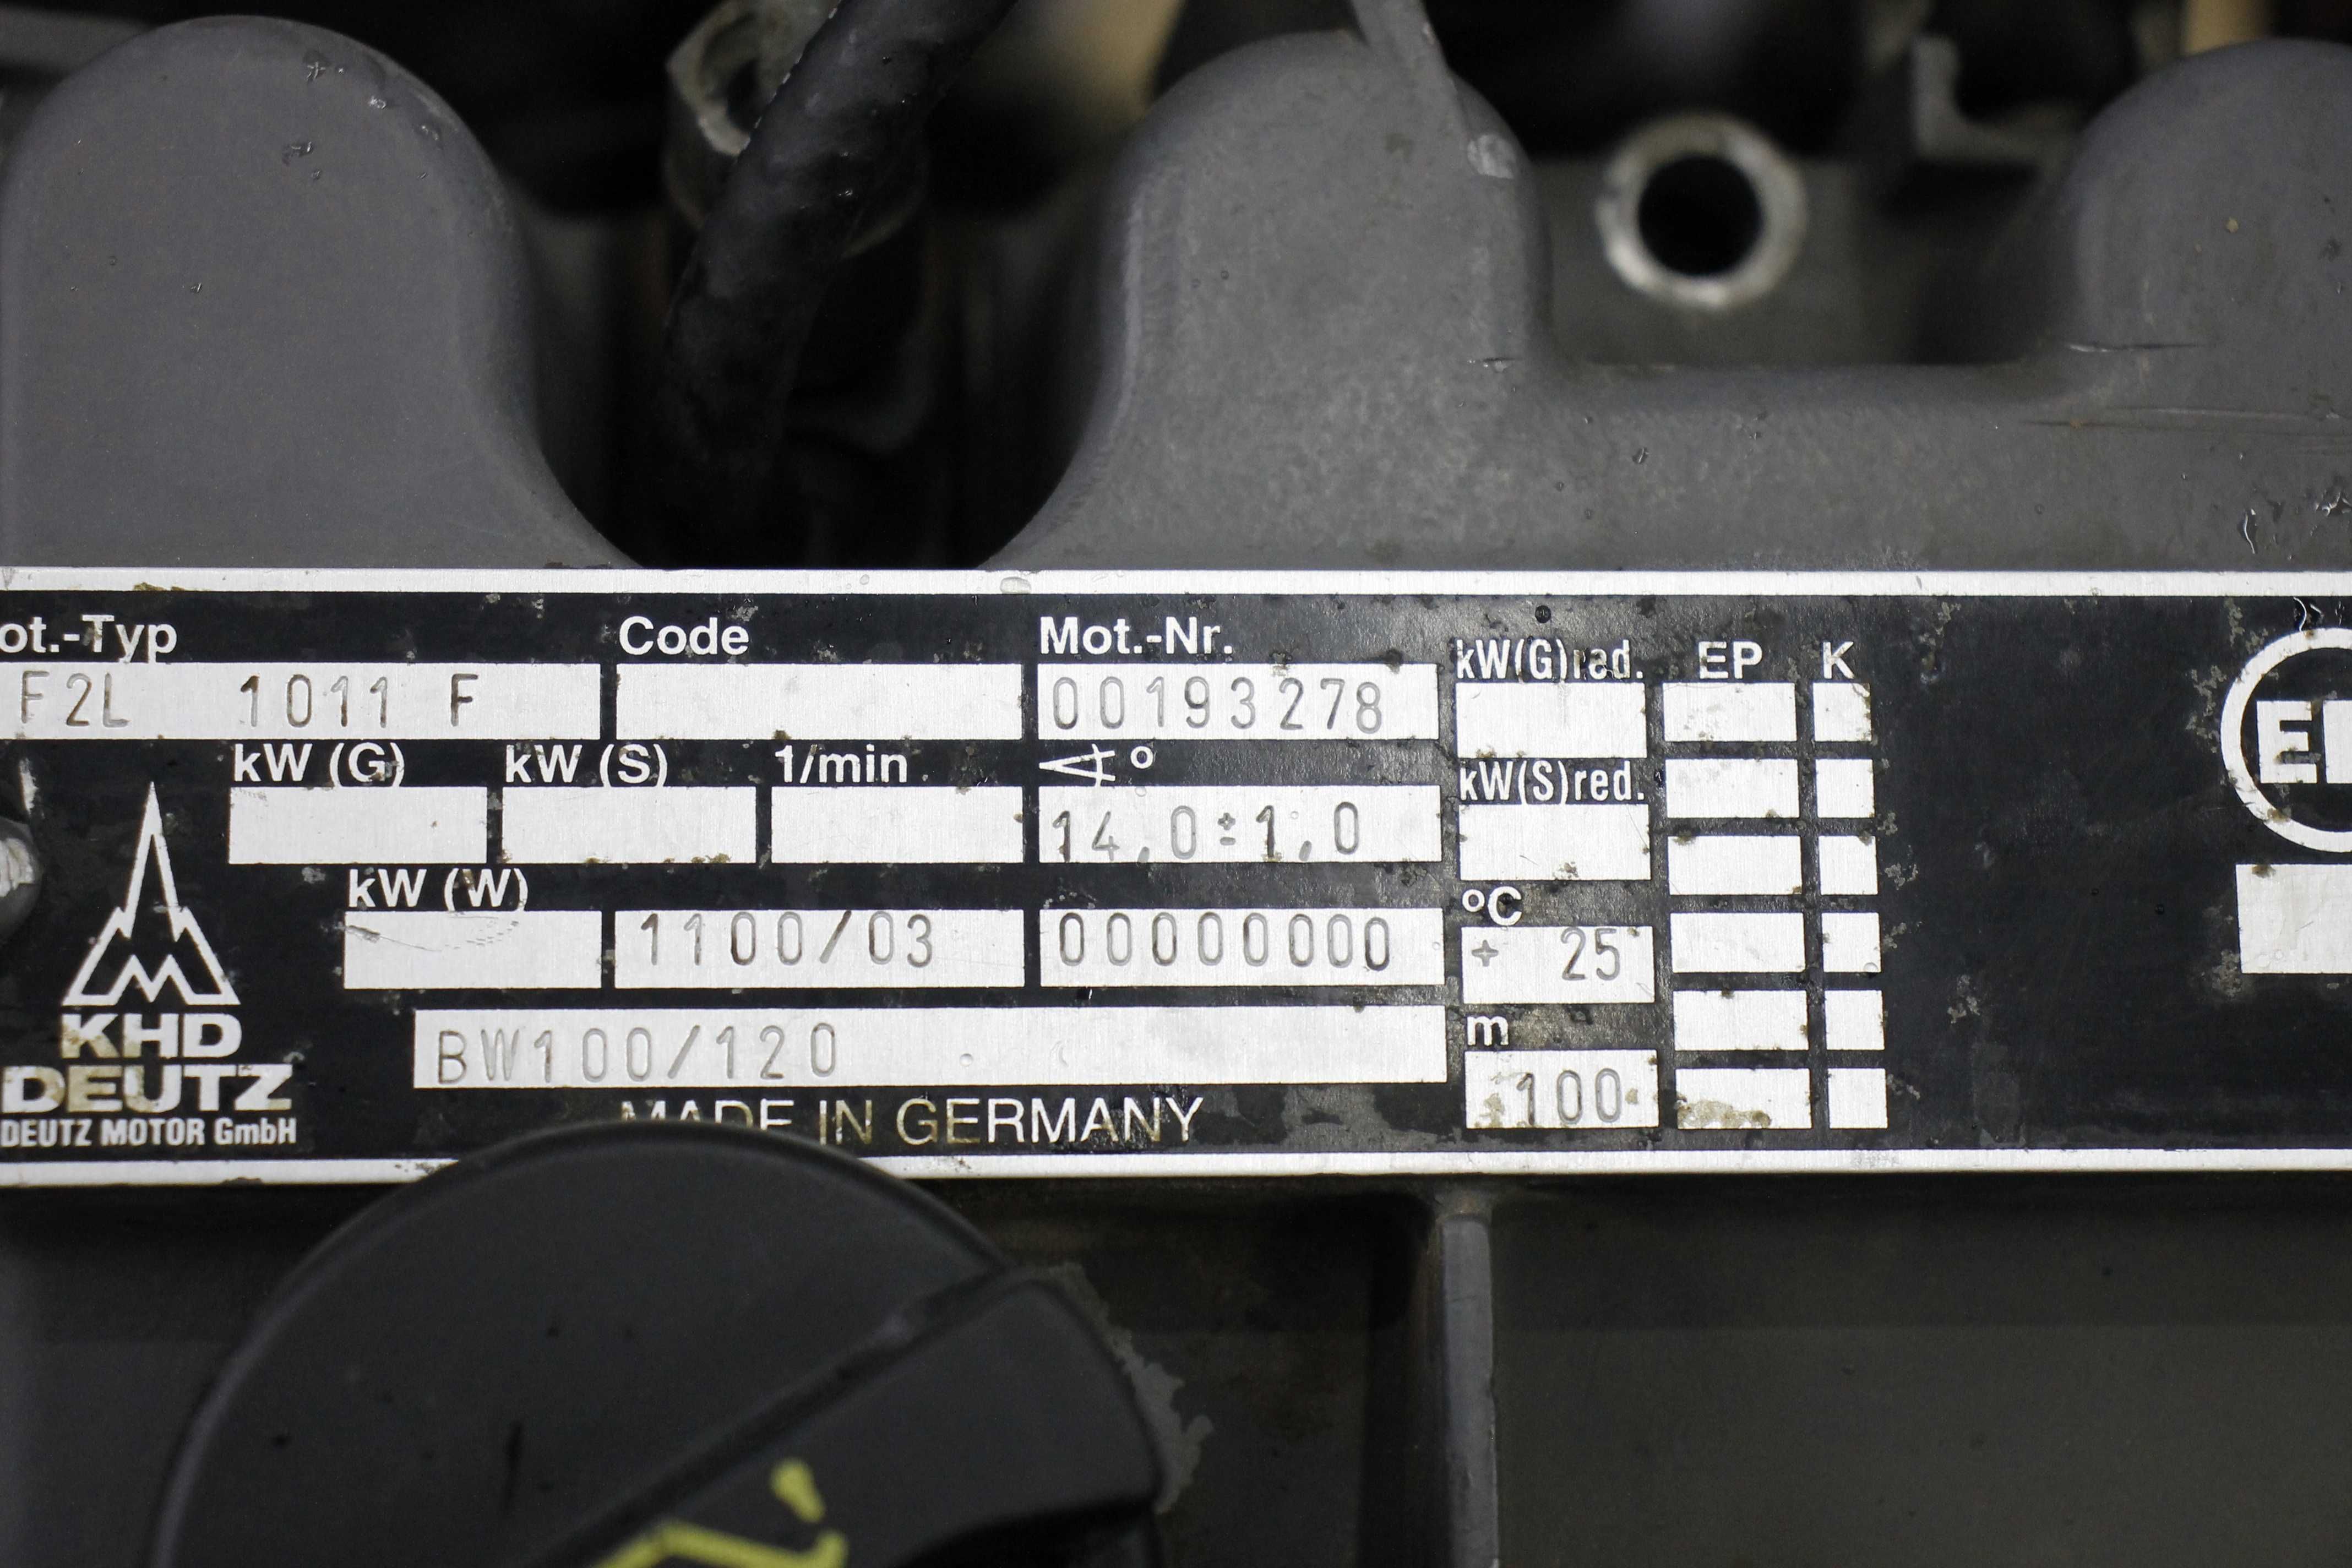 ot.-Typ Code Mot.-Nr. kW(G)red. EP K
F2L 1011 F 00193278
kW (G) kW (S) 1/min ∢° kW(S)red.
14,0±1,0
kW (W) °C
1100/03 00000000 + 25
m
BW100/120 100
KHD
DEUTZ
DEUTZ MOTOR GmbH
MADE IN GERMANY